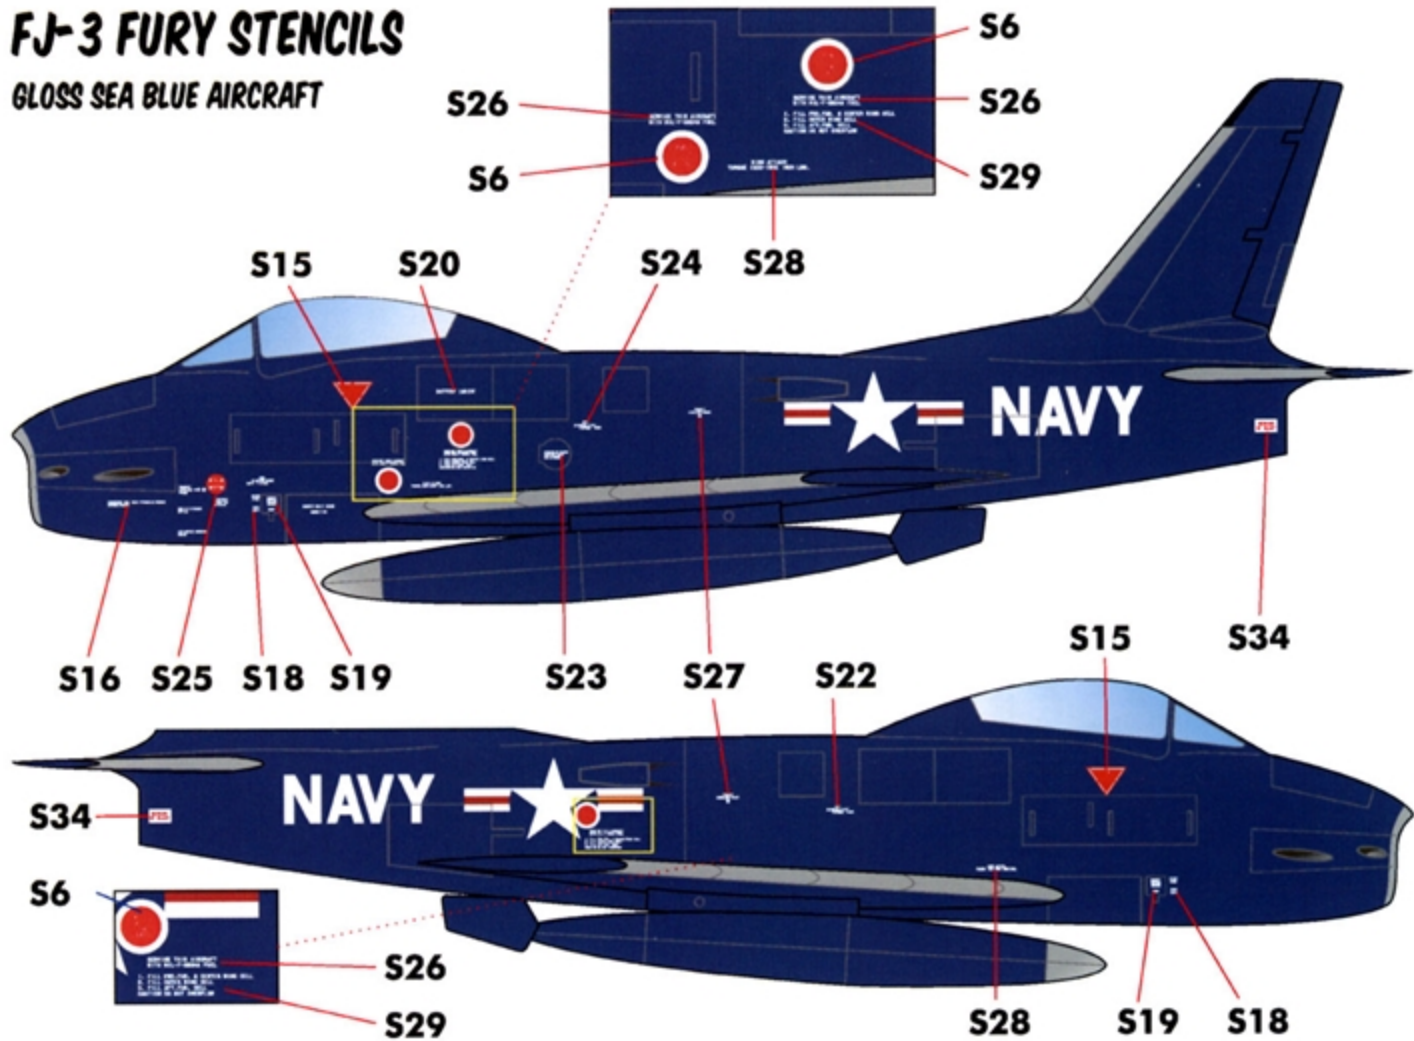 FJ-3 FURY STENCILS
GLOSS SEA BLUE AIRCRAFT
S6
S26
S26
S6
S29
S15
S20
S24
S28
NAVY
S16
S25
S18
S19
S23
S27
S22
S15
S34
NAVY
S34
S6
S26
S29
S28
S19
S18